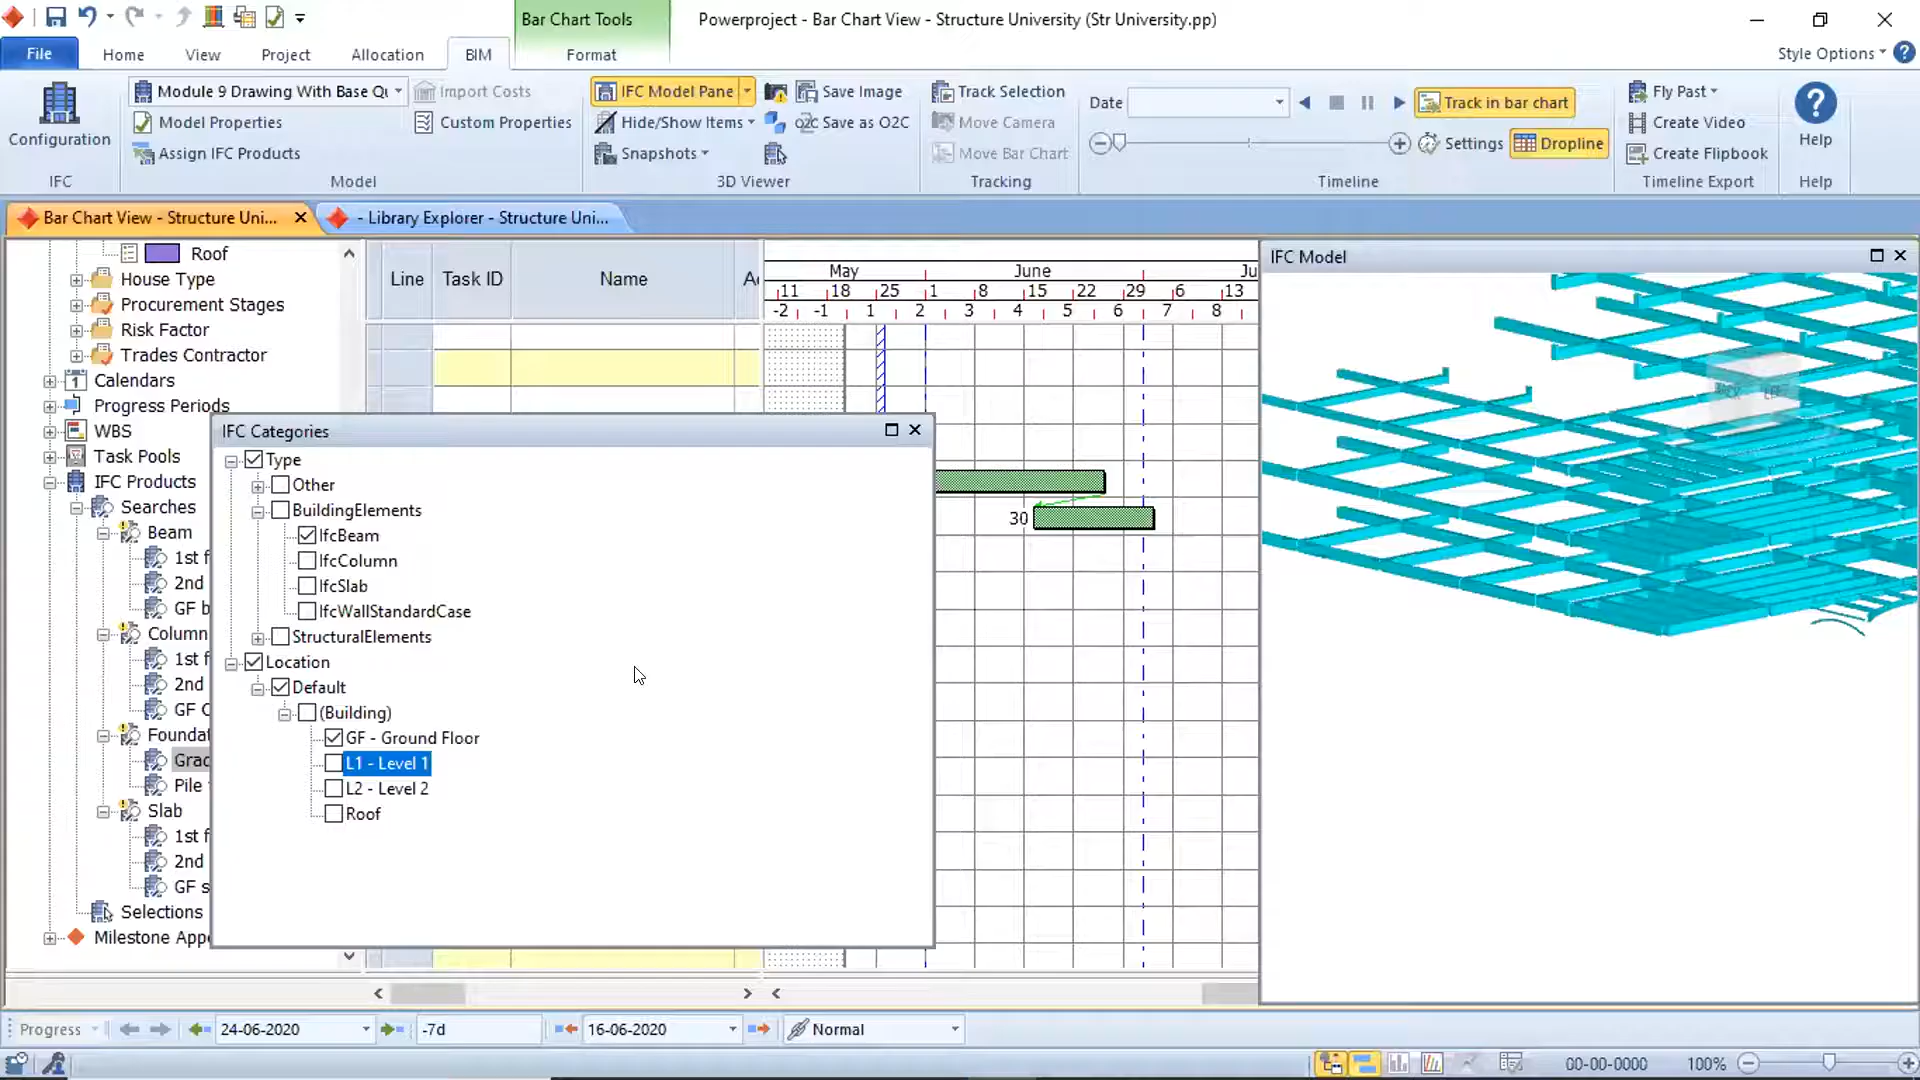 Bar Chart Tools
Powerproject - Bar Chart View - Structure University (Str University.pp)
File
Home
View
Project
Allocation
BIM
Format
Style Options
Configuration
IFC
Module 9 Drawing With Base Qu
Model Properties
Assign IFC Products
Import Costs
Custom Properties
Model
IFC Model Pane
Hide/Show Items
Snapshots
Save Image
Save as O2C
3D Viewer
Track Selection
Move Camera
Move Bar Chart
Tracking
Date
Track in bar chart
Settings
Dropline
Timeline
Fly Past
Create Video
Create Flipbook
Timeline Export
Help
Help
Bar Chart View - Structure Uni...
- Library Explorer - Structure Uni...
Roof
House Type
Procurement Stages
Risk Factor
Trades Contractor
Calendars
Progress Periods
WBS
Task Pools
IFC Products
Searches
Beam
1st f
2nd
GF b
Column
1st f
2nd
GF C
Foundat
Grad
Pile
Slab
1st f
2nd
GF s
Selections
Milestone Appe
Line
Task ID
Name
May
June
Ju
11 18 25 1 8 15 22 29 6 13
-2 -1 1 2 3 4 5 6 7 8
30
IFC Categories
Type
Other
BuildingElements
IfcBeam
IfcColumn
IfcSlab
IfcWallStandardCase
StructuralElements
Location
Default
(Building)
GF - Ground Floor
L1 - Level 1
L2 - Level 2
Roof
IFC Model
Progress
24-06-2020
-7d
16-06-2020
Normal
00-00-0000
100%